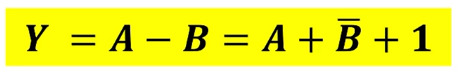 Y = A − B = A + B̅ + 1